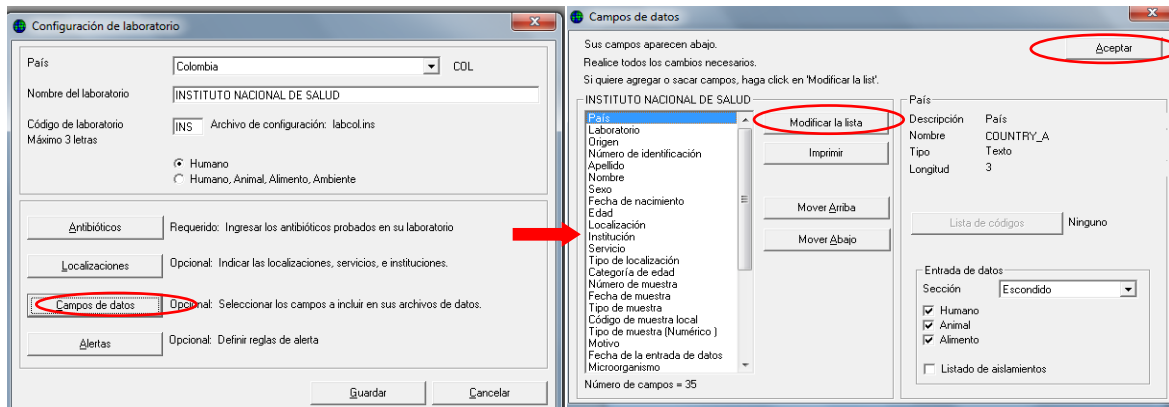 Configuración de laboratorio
País
Colombia
COL
Nombre del laboratorio
INSTITUTO NACIONAL DE SALUD
Código de laboratorio
Máximo 3 letras
INS
Archivo de configuración: labcol.ins
Humano
Humano, Animal, Alimento, Ambiente
Antibióticos
Requerido: Ingresar los antibióticos probados en su laboratorio
Localizaciones
Opcional: Indicar las localizaciones, servicios, e instituciones.
Campos de datos
Opcional: Seleccionar los campos a incluir en sus archivos de datos.
Alertas
Opcional: Definir reglas de alerta
Guardar
Cancelar
Campos de datos
Sus campos aparecen abajo.
Realice todos los cambios necesarios.
Si quiere agregar o sacar campos, haga click en 'Modificar la list'.
Aceptar
INSTITUTO NACIONAL DE SALUD
País
Laboratorio
Origen
Número de identificación
Apellido
Nombre
Sexo
Fecha de nacimiento
Edad
Localización
Institución
Servicio
Tipo de localización
Categoría de edad
Número de muestra
Fecha de muestra
Tipo de muestra
Código de muestra local
Tipo de muestra (Numérico )
Motivo
Fecha de la entrada de datos
Microorganismo
Número de campos = 35
Modificar la lista
Imprimir
Mover Arriba
Mover Abajo
País
Descripción País
Nombre COUNTRY_A
Tipo Texto
Longitud 3
Lista de códigos
Ninguno
Entrada de datos
Sección
Escondido
Humano
Animal
Alimento
Listado de aislamientos